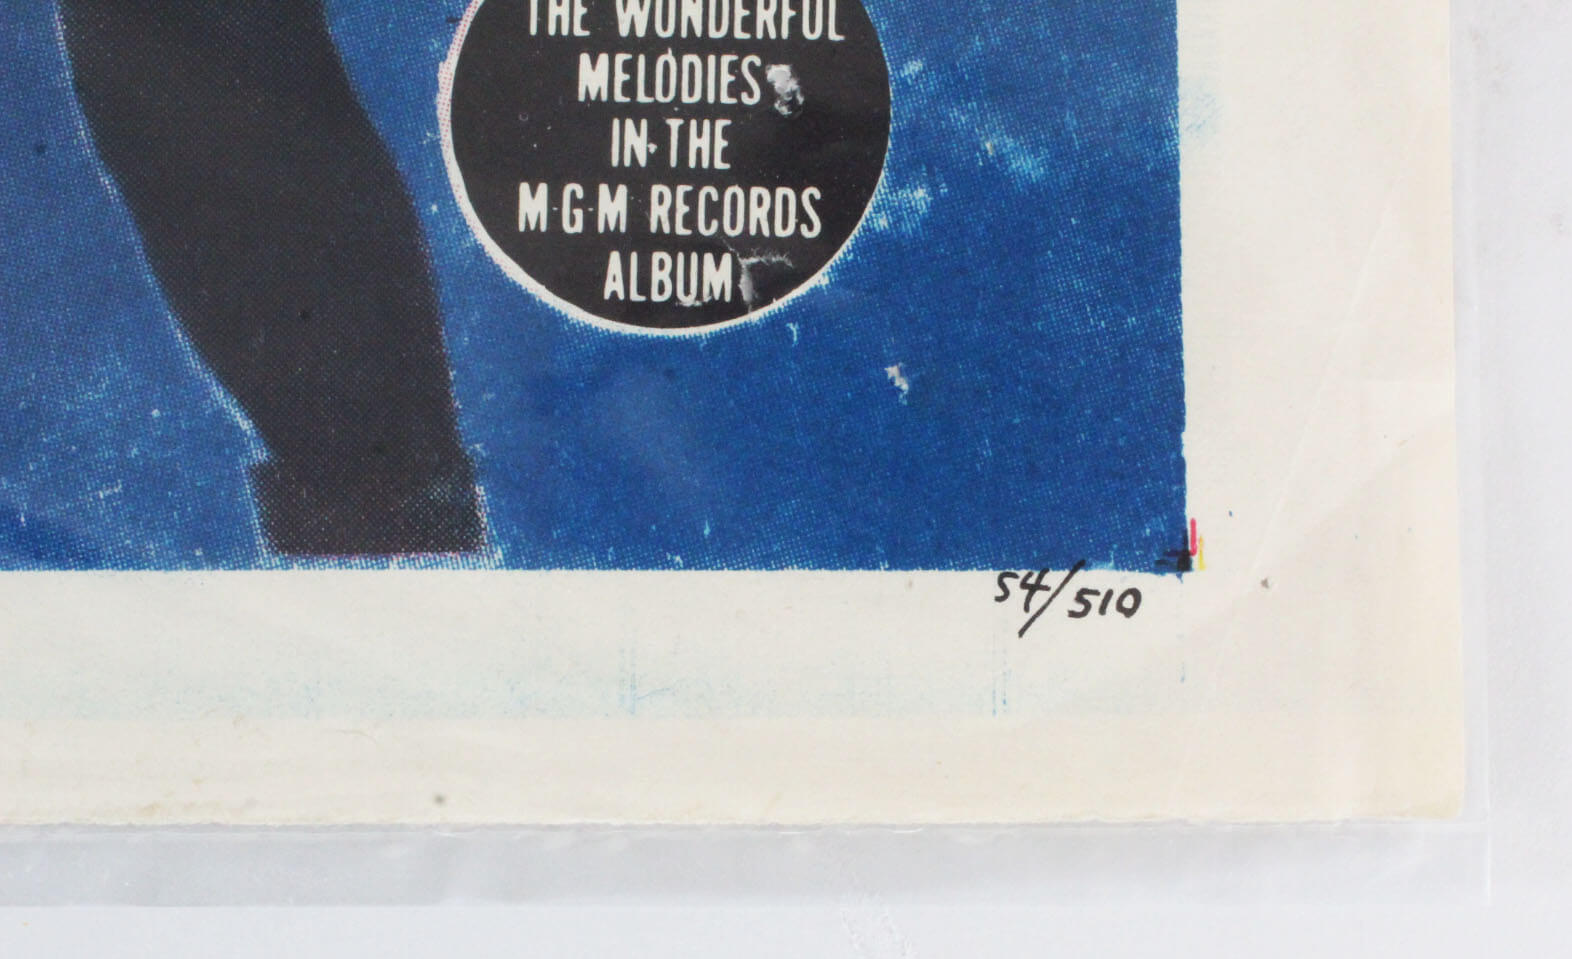 THE WONDERFUL
MELODIES
IN THE
M-G-M RECORDS
ALBUM
54/510